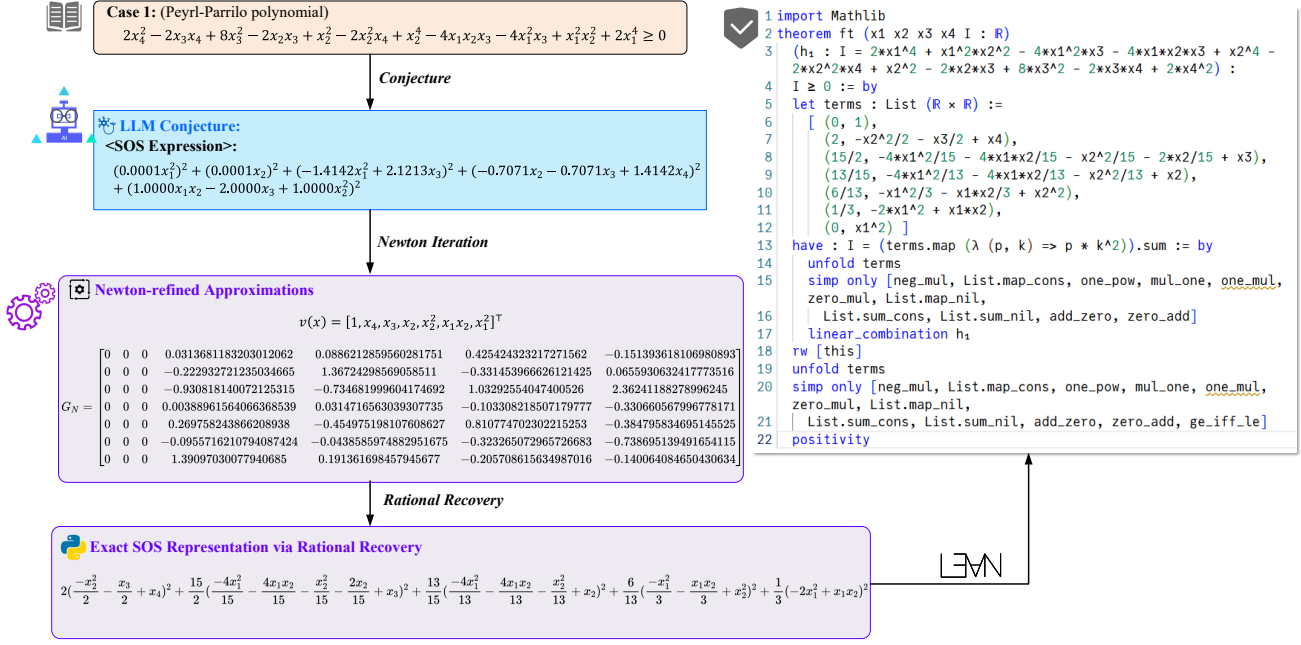 Case 1: (Peyrl-Parrilo polynomial)
2x₄² − 2x₃x₄ + 8x₃² − 2x₂x₃ + x₂² − 2x₂²x₄ + x₂⁴ − 4x₁x₂x₃ − 4x₁²x₃ + x₁²x₂² + 2x₁⁴ ≥ 0
Conjecture
AI
LLM Conjecture:
<SOS Expression>:
(0.0001x₁²)² + (0.0001x₂)² + (−1.4142x₁² + 2.1213x₃)² + (−0.7071x₂ − 0.7071x₃ + 1.4142x₄)²
+ (1.0000x₁x₂ − 2.0000x₃ + 1.0000x₂²)²
Newton Iteration
Newton-refined Approximations
v(x) = [1, x₄, x₃, x₂, x₂², x₁x₂, x₁²]⊤
0 0 0 0.0313681183203012062 0.0886212859560281751 0.425424323217271562 −0.151393618106980893
0 0 0 −0.222932721235034665 1.36724298569058511 −0.331453966626121425 0.0655930632417773516
0 0 0 −0.930818140072125315 −0.734681999604174692 1.03292554047400526 2.36241188278996245
G_N = 0 0 0 0.00388961564066368539 0.0314716563039307735 −0.103308218507179777 −0.330660567996778171
0 0 0 0.269758243866208938 −0.454975198107608627 0.810774702302215253 −0.384795834695145525
0 0 0 −0.0955716210794087424 −0.0438585974882951675 −0.323265072965726683 −0.738695139491654115
0 0 0 1.39097030077940685 0.191361698457945677 −0.205708615634987016 −0.140064084650430634
Rational Recovery
Exact SOS Representation via Rational Recovery
2(−x₂²/2 − x₃/2 + x₄)² + 15/2(−4x₁²/15 − 4x₁x₂/15 − x₂²/15 − 2x₂/15 + x₃)² + 13/15(−4x₁²/13 − 4x₁x₂/13 − x₂²/13 + x₂)² + 6/13(−x₁²/3 − x₁x₂/3 + x₂²)² + 1/3(−2x₁² + x₁x₂)²
L∃∀N
1 import Mathlib
2 theorem ft (x1 x2 x3 x4 I : ℝ)
3 (h₁ : I = 2*x1^4 + x1^2*x2^2 - 4*x1^2*x3 - 4*x1*x2*x3 + x2^4 -
2*x2^2*x4 + x2^2 - 2*x2*x3 + 8*x3^2 - 2*x3*x4 + 2*x4^2) :
4 I ≥ 0 := by
5 let terms : List (ℝ × ℝ) :=
6 [ (0, 1),
7 (2, -x2^2/2 - x3/2 + x4),
8 (15/2, -4*x1^2/15 - 4*x1*x2/15 - x2^2/15 - 2*x2/15 + x3),
9 (13/15, -4*x1^2/13 - 4*x1*x2/13 - x2^2/13 + x2),
10 (6/13, -x1^2/3 - x1*x2/3 + x2^2),
11 (1/3, -2*x1^2 + x1*x2),
12 (0, x1^2) ]
13 have : I = (terms.map (λ (p, k) => p * k^2)).sum := by
14 unfold terms
15 simp only [neg_mul, List.map_cons, one_pow, mul_one, one_mul,
zero_mul, List.map_nil,
16 List.sum_cons, List.sum_nil, add_zero, zero_add]
17 linear_combination h₁
18 rw [this]
19 unfold terms
20 simp only [neg_mul, List.map_cons, one_pow, mul_one, one_mul,
zero_mul, List.map_nil,
21 List.sum_cons, List.sum_nil, add_zero, zero_add, ge_iff_le]
22 positivity